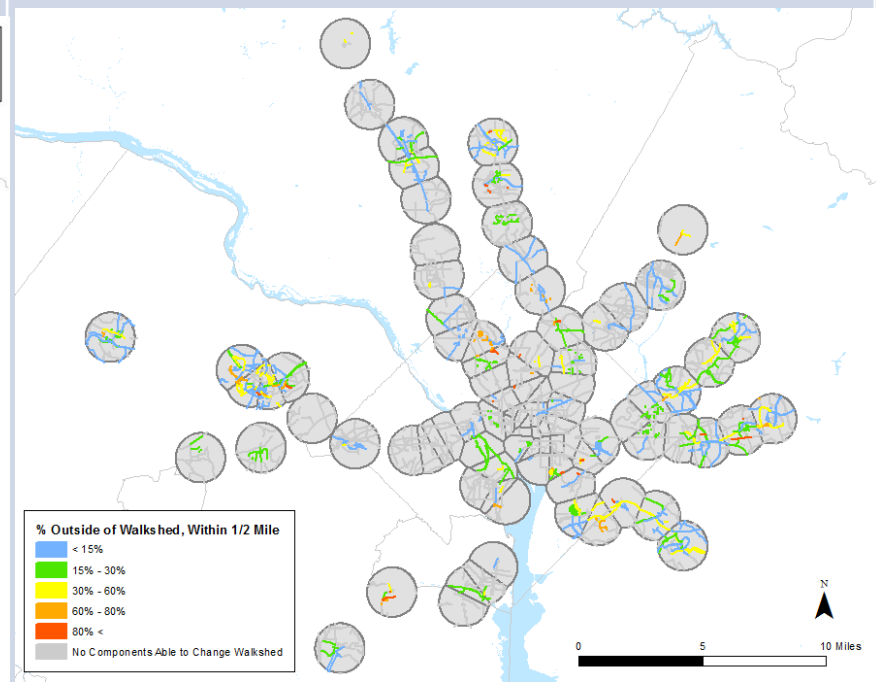 % Outside of Walkshed, Within 1/2 Mile
< 15%
15% - 30%
30% - 60%
60% - 80%
80% <
No Components Able to Change Walkshed
N
0 5 10 Miles